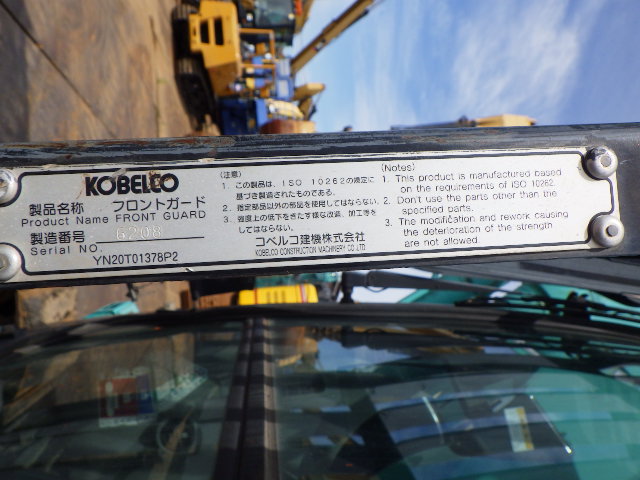 KOBELCO
製品名称 フロントガード
Product Name FRONT GUARD
製造番号 6208
Serial NO.
YN20T01378P2
(注意)
1. この製品は、ISO 10262の規定に
基づき製造されたものである。
2. 指定部品以外の部品を使用してはならない。
3. 強度上の低下をきたす様な改造、加工等を
してはならない。
コベルコ建機株式会社
KOBELCO CONSTRUCTION MACHINERY CO.,LTD.
(Notes)
1. This product is manufactured based
on the requirements of ISO 10262.
2. Don't use the parts other than the
specified parts.
3. The modification and rework causing
the deterioration of the strength
are not allowed.